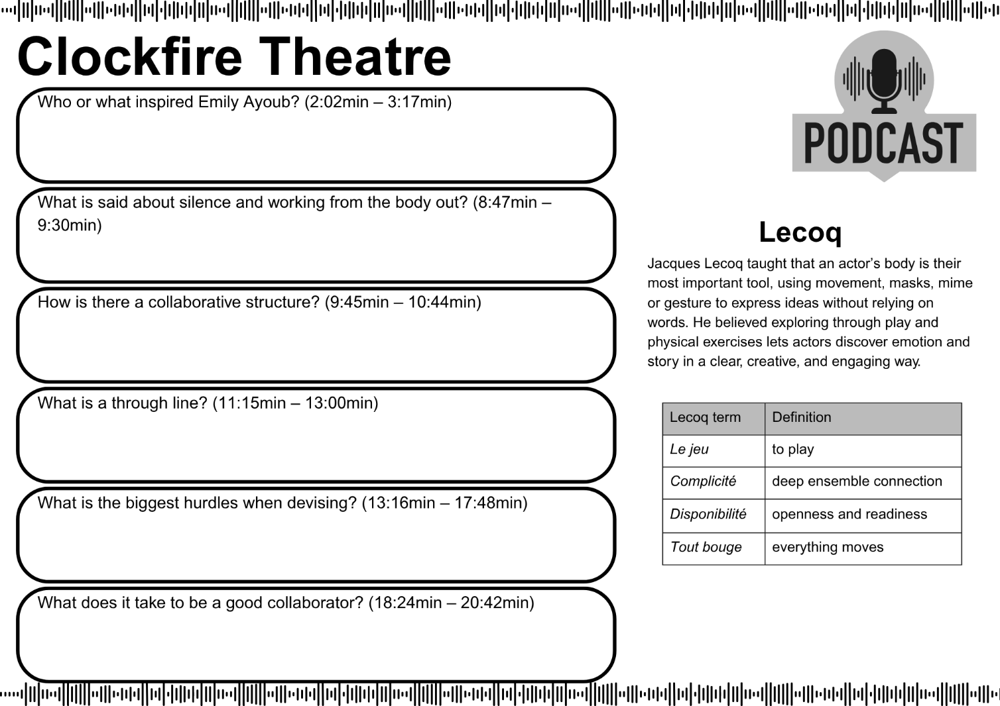 Clockfire Theatre
Who or what inspired Emily Ayoub? (2:02min – 3:17min)
What is said about silence and working from the body out? (8:47min –
9:30min)
How is there a collaborative structure? (9:45min – 10:44min)
What is a through line? (11:15min – 13:00min)
What is the biggest hurdles when devising? (13:16min – 17:48min)
What does it take to be a good collaborator? (18:24min – 20:42min)
PODCAST
Lecoq
Jacques Lecoq taught that an actor’s body is their
most important tool, using movement, masks, mime
or gesture to express ideas without relying on
words. He believed exploring through play and
physical exercises lets actors discover emotion and
story in a clear, creative, and engaging way.
Lecoq term Definition
Le jeu to play
Complicité deep ensemble connection
Disponibilité openness and readiness
Tout bouge everything moves